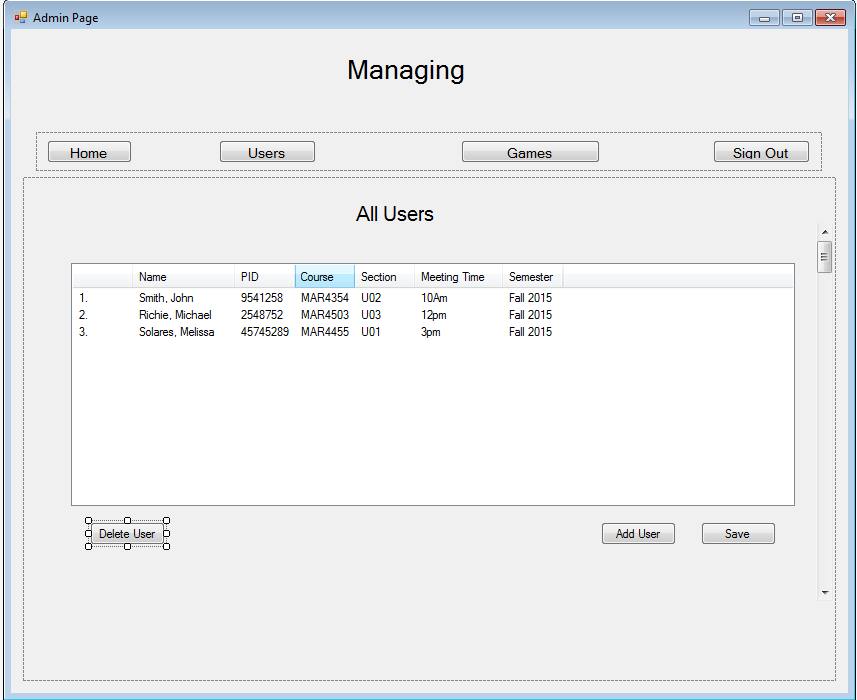 Admin Page
Managing
Home Users Games Sign Out
All Users
Name PID Course Section Meeting Time Semester
1. Smith, John 9541258 MAR4354 U02 10Am Fall 2015
2. Richie, Michael 2548752 MAR4503 U03 12pm Fall 2015
3. Solares, Melissa 45745289 MAR4455 U01 3pm Fall 2015
Delete User Add User Save